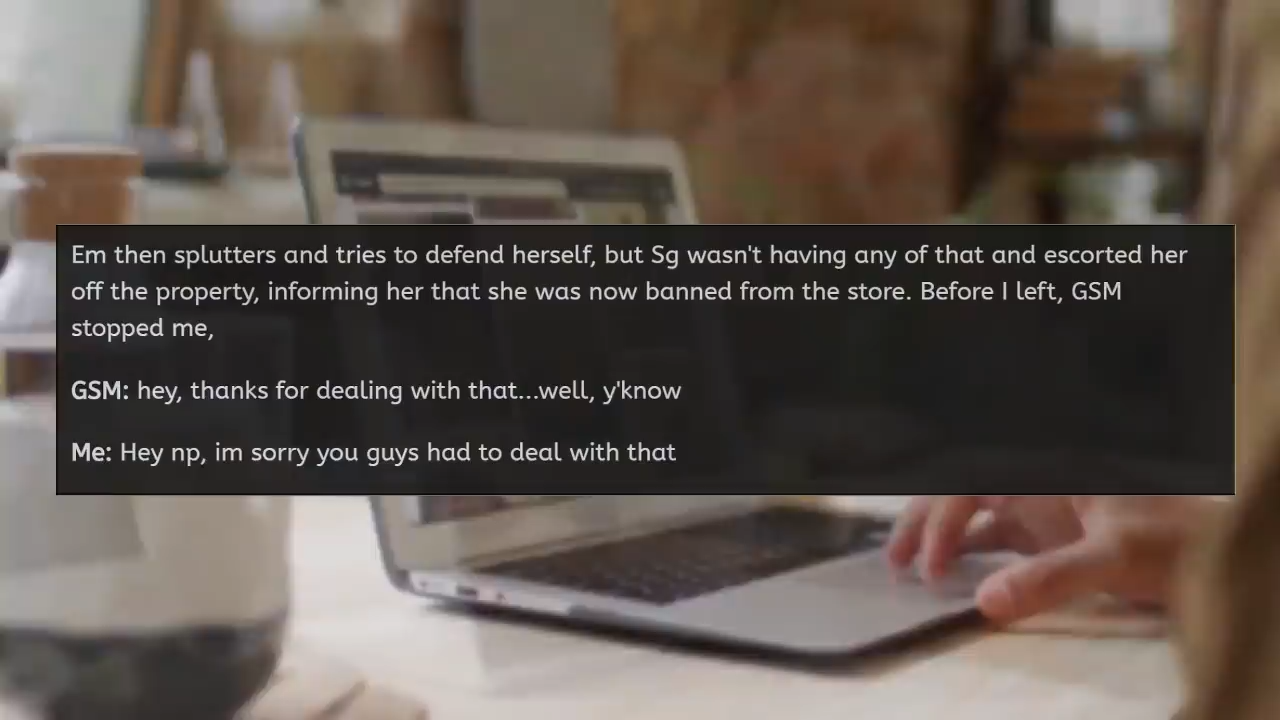 Em then splutters and tries to defend herself, but Sg wasn't having any of that and escorted her
off the property, informing her that she was now banned from the store. Before I left, GSM
stopped me,
GSM: hey, thanks for dealing with that...well, y'know
Me: Hey np, im sorry you guys had to deal with that